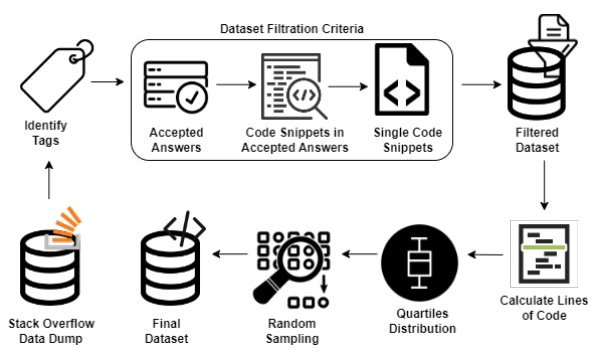 Dataset Filtration Criteria
Identify
Tags
Accepted
Answers
Code Snippets in
Accepted Answers
Single Code
Snippets
Filtered
Dataset
Calculate Lines
of Code
Quartiles
Distribution
Random
Sampling
Final
Dataset
Stack Overflow
Data Dump